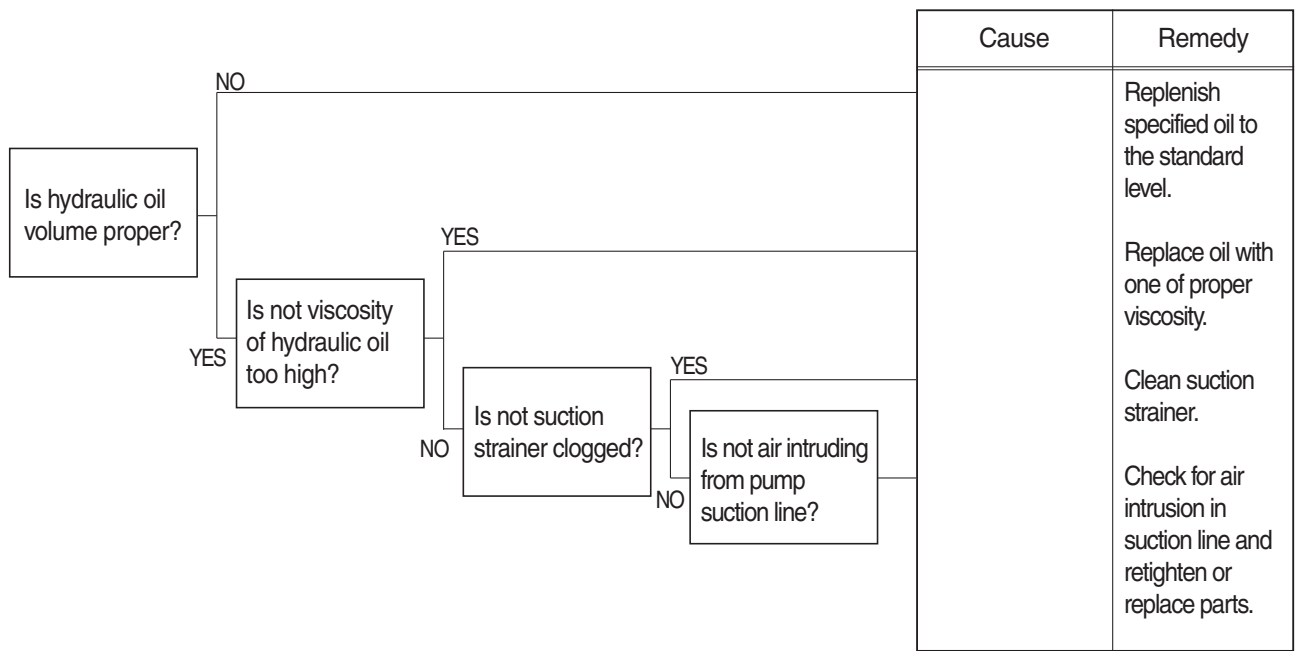 Cause
Remedy
NO
Replenish
specified oil to
the standard
level.
Is hydraulic oil
volume proper?
YES
Replace oil with
one of proper
viscosity.
Is not viscosity
of hydraulic oil
too high?
YES
YES
Clean suction
strainer.
Is not suction
strainer clogged?
NO
Is not air intruding
from pump
suction line?
NO
Check for air
intrusion in
suction line and
retighten or
replace parts.